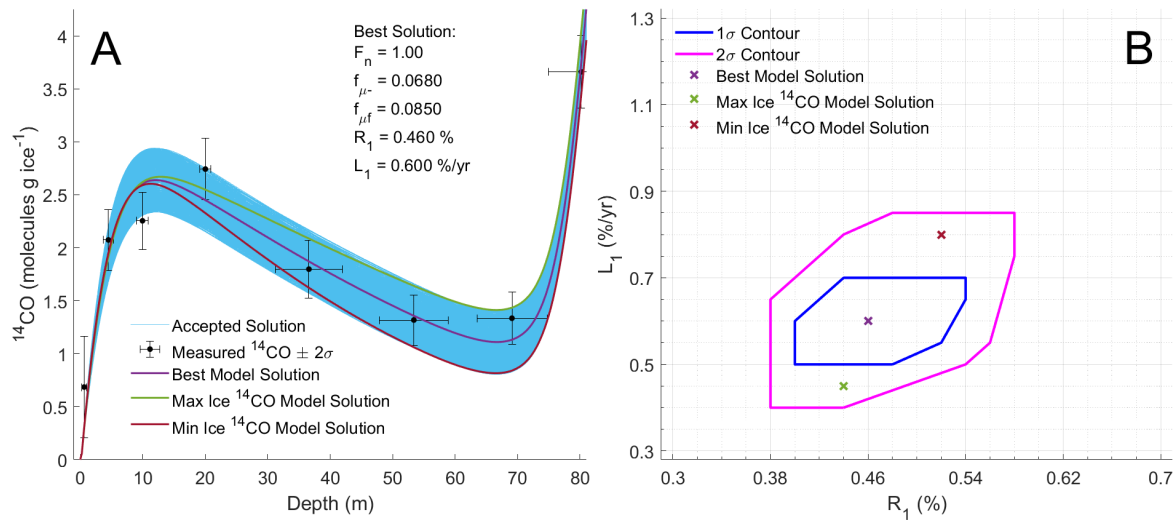 A
Best Solution:
Fₙ = 1.00
f_μ- = 0.0680
f_μf = 0.0850
R₁ = 0.460 %
L₁ = 0.600 %/yr
¹⁴CO (molecules g ice⁻¹)
4
3.5
3
2.5
2
1.5
1
0.5
0
Accepted Solution
Measured ¹⁴CO ± 2σ
Best Model Solution
Max Ice ¹⁴CO Model Solution
Min Ice ¹⁴CO Model Solution
0 10 20 30 40 50 60 70 80
Depth (m)
B
1σ Contour
2σ Contour
Best Model Solution
Max Ice ¹⁴CO Model Solution
Min Ice ¹⁴CO Model Solution
L₁ (%/yr)
1.3
1.1
0.9
0.7
0.5
0.3
0.3 0.38 0.46 0.54 0.62 0.7
R₁ (%)